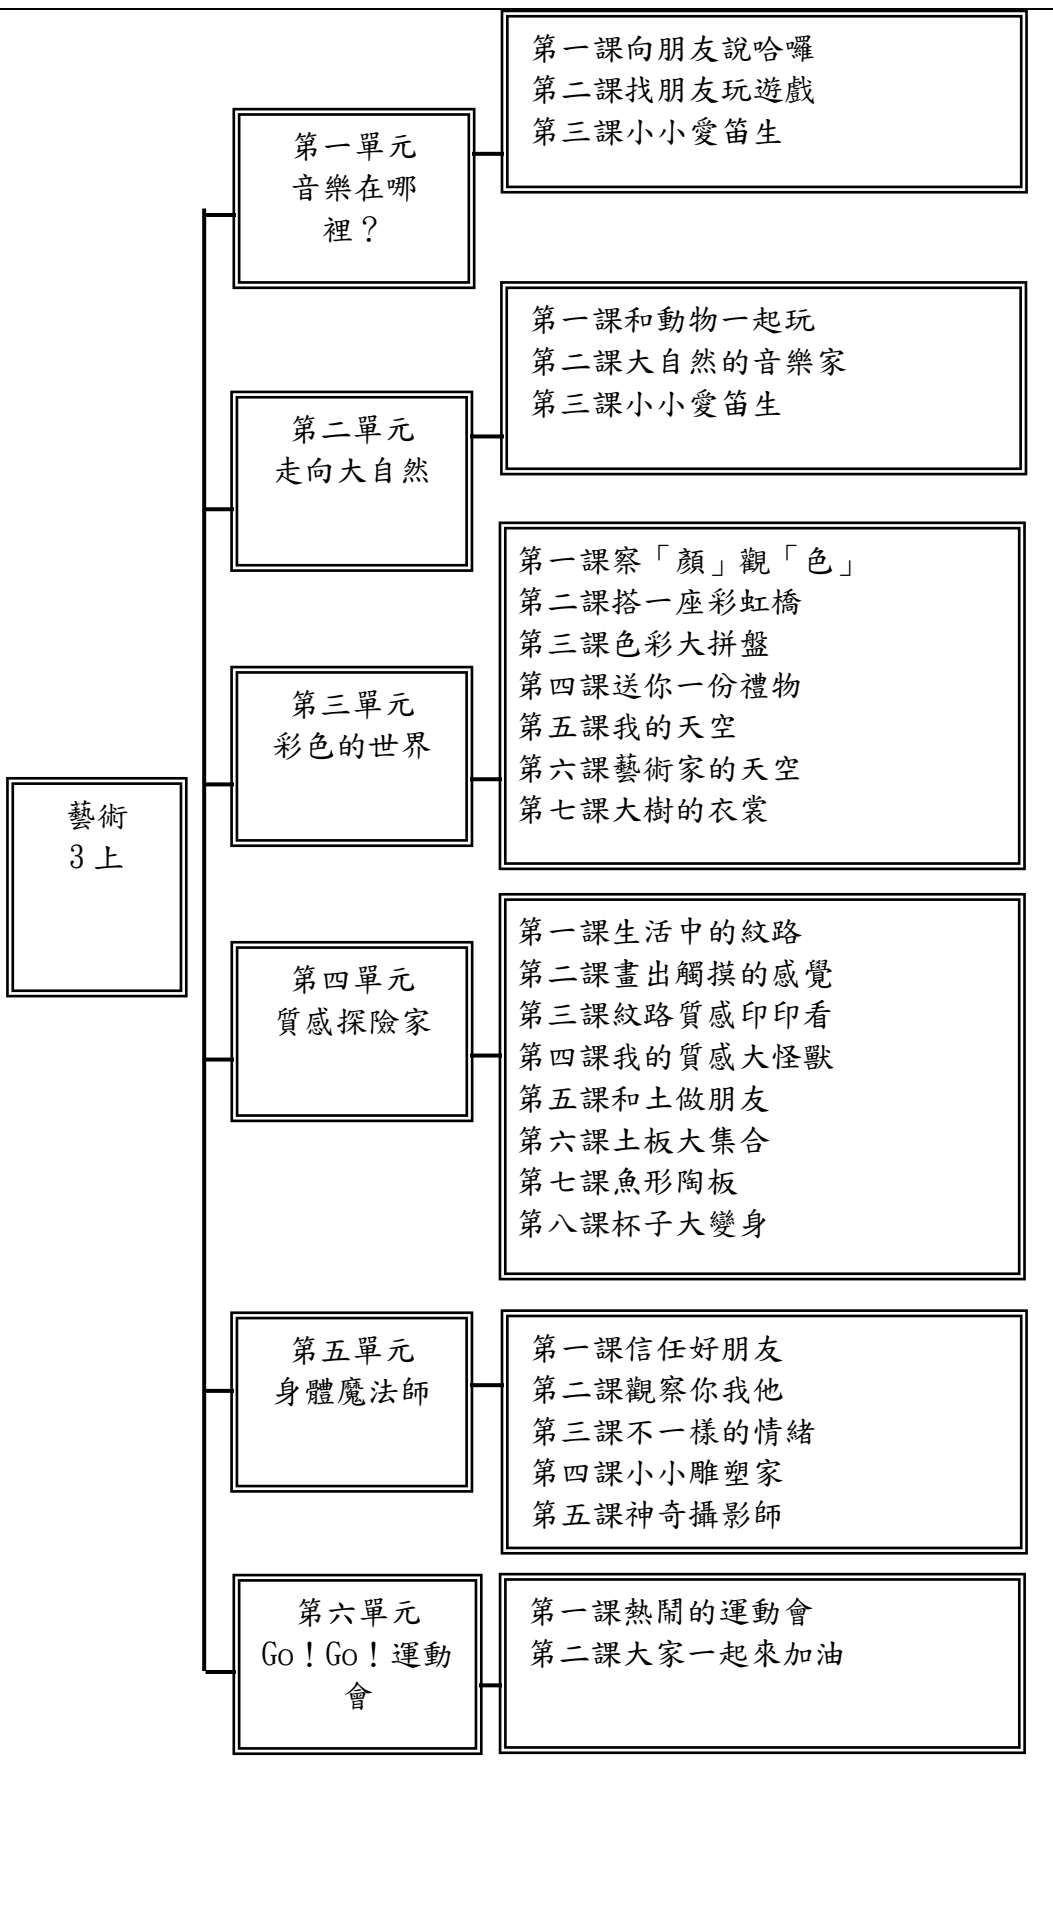 藝術
3上
第一單元
音樂在哪
裡？
第一課向朋友說哈囉
第二課找朋友玩遊戲
第三課小小愛笛生
第二單元
走向大自然
第一課和動物一起玩
第二課大自然的音樂家
第三課小小愛笛生
第三單元
彩色的世界
第一課察「顏」觀「色」
第二課搭一座彩虹橋
第三課色彩大拼盤
第四課送你一份禮物
第五課我的天空
第六課藝術家的天空
第七課大樹的衣裳
第四單元
質感探險家
第一課生活中的紋路
第二課畫出觸摸的感覺
第三課紋路質感印印看
第四課我的質感大怪獸
第五課和土做朋友
第六課土板大集合
第七課魚形陶板
第八課杯子大變身
第五單元
身體魔法師
第一課信任好朋友
第二課觀察你我他
第三課不一樣的情緒
第四課小小雕塑家
第五課神奇攝影師
第六單元
Go！Go！運動
會
第一課熱鬧的運動會
第二課大家一起來加油